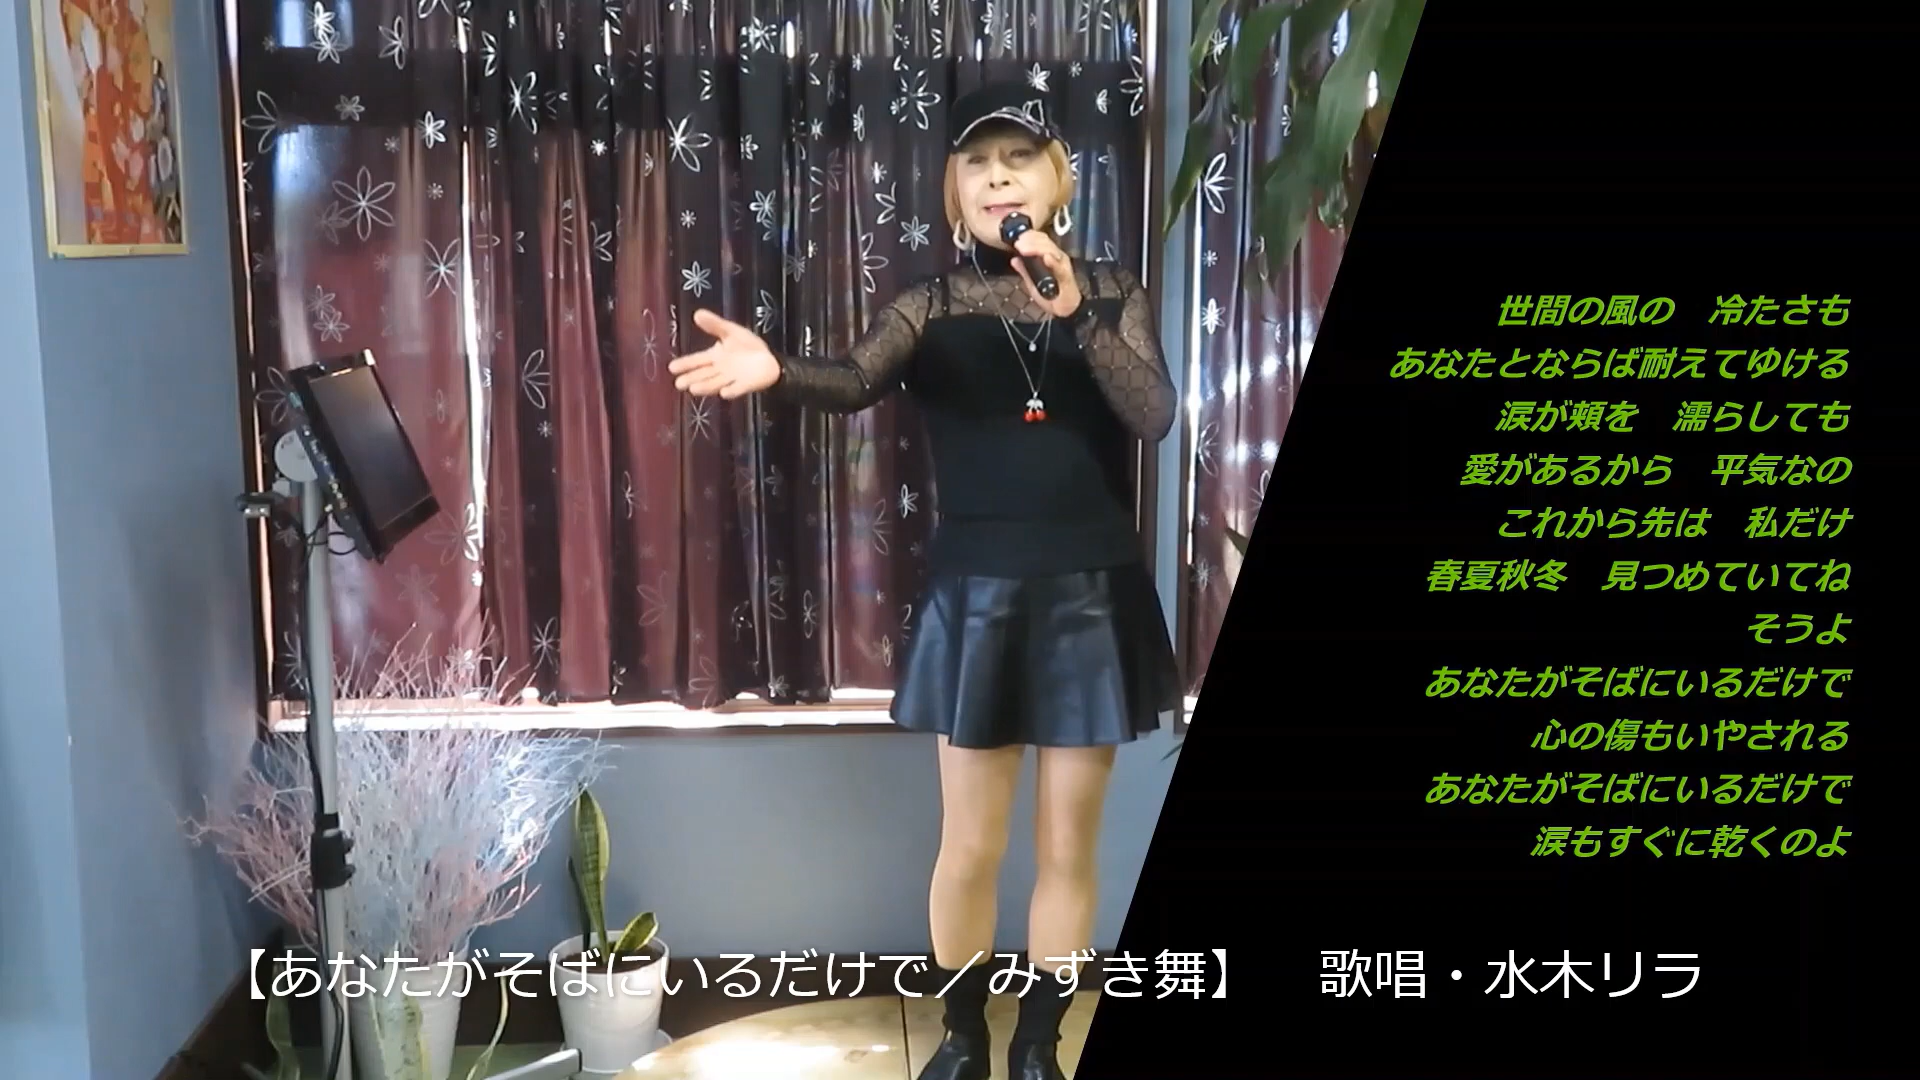 世間の風の　冷たさも
あなたとならば耐えてゆける
涙が頬を　濡らしても
愛があるから　平気なの
これから先は　私だけ
春夏秋冬　見つめていてね
そうよ
あなたがそばにいるだけで
心の傷もいやされる
あなたがそばにいるだけで
涙もすぐに乾くのよ
【あなたがそばにいるだけで／みずき舞】　歌唱・水木リラ